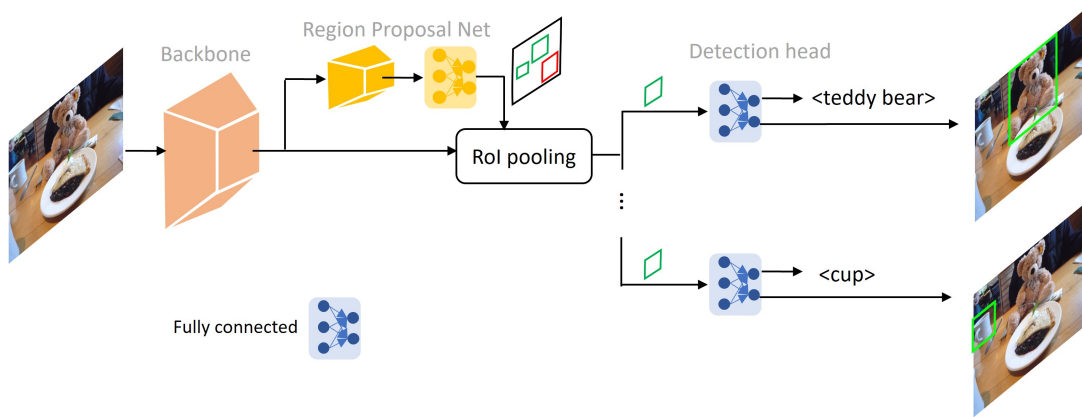 Region Proposal Net
Backbone
Detection head
<teddy bear>
RoI pooling
...
<cup>
Fully connected